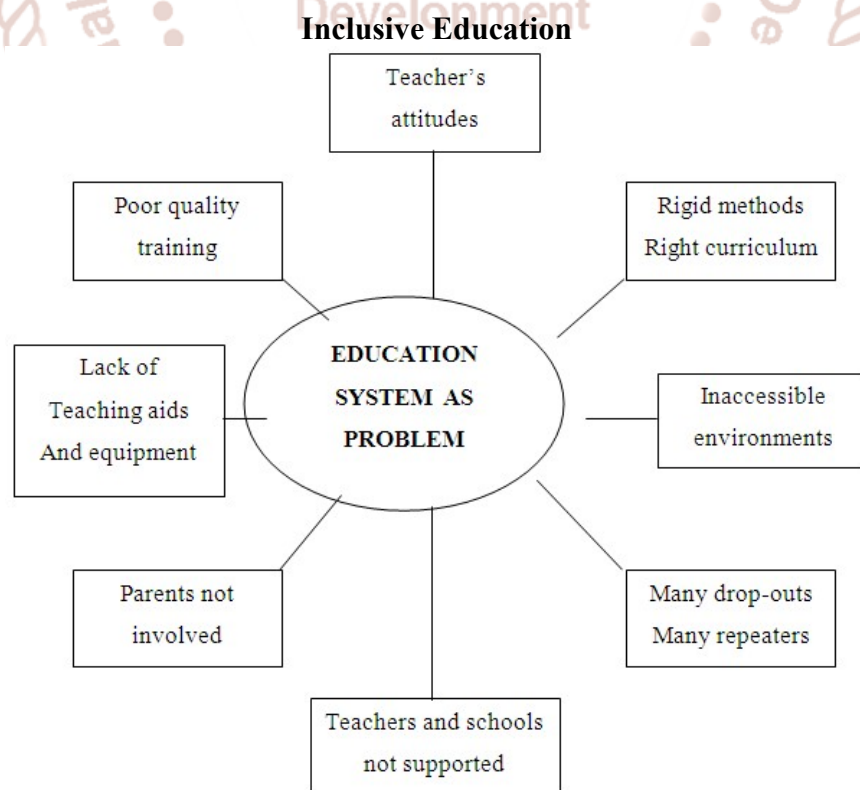 Development
Inclusive Education
Teacher’s
attitudes
Poor quality
training
Rigid methods
Right curriculum
Lack of
Teaching aids
And equipment
EDUCATION
SYSTEM AS
PROBLEM
Inaccessible
environments
Parents not
involved
Many drop-outs
Many repeaters
Teachers and schools
not supported